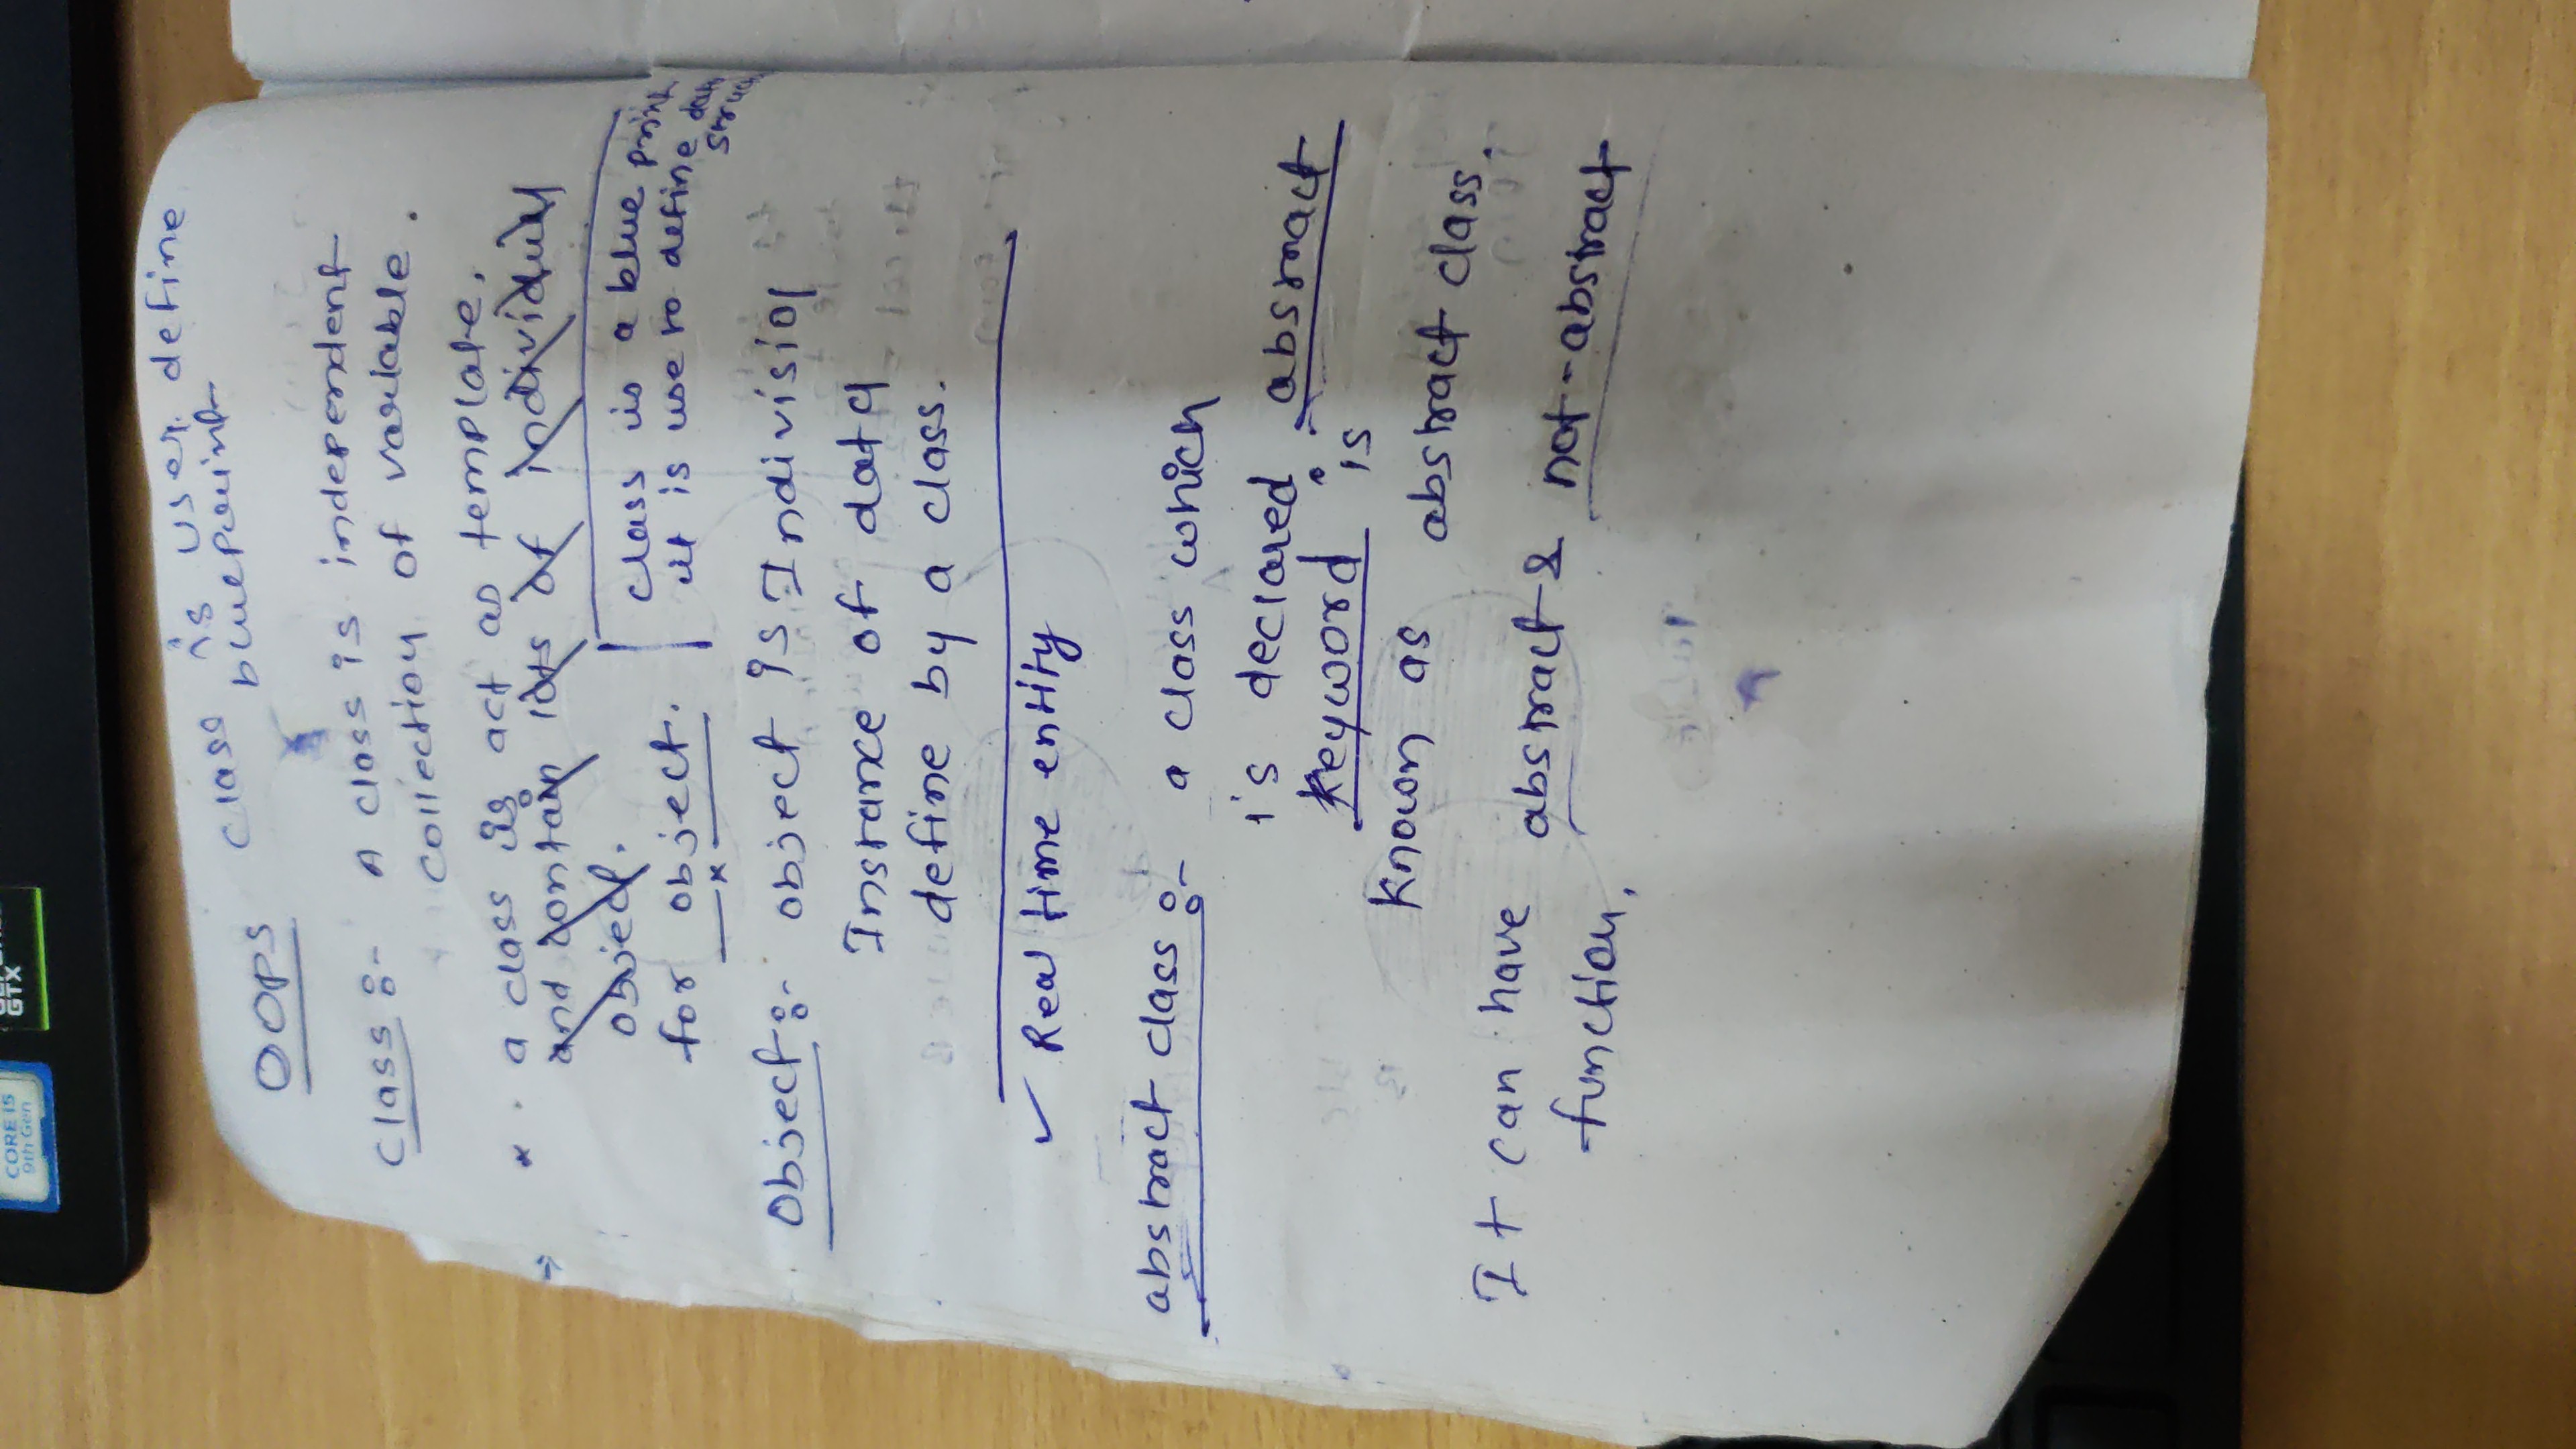 CORE i5
9th Gen
GTX
class is user define
blueprint
OOPS
Class :- A class is independent
collection of variable.
* . a class is act as template.
and contain lots of individual
object.
for object.
class is a blue print
it is use to define data
struc
Object :- object is Indivisiol
Instance of data
define by a class.
✓ Real time entity
abstract class :- a class which
is declared abstract
keyword is
known as abstract class.
It can have abstract & not-abstract
function.